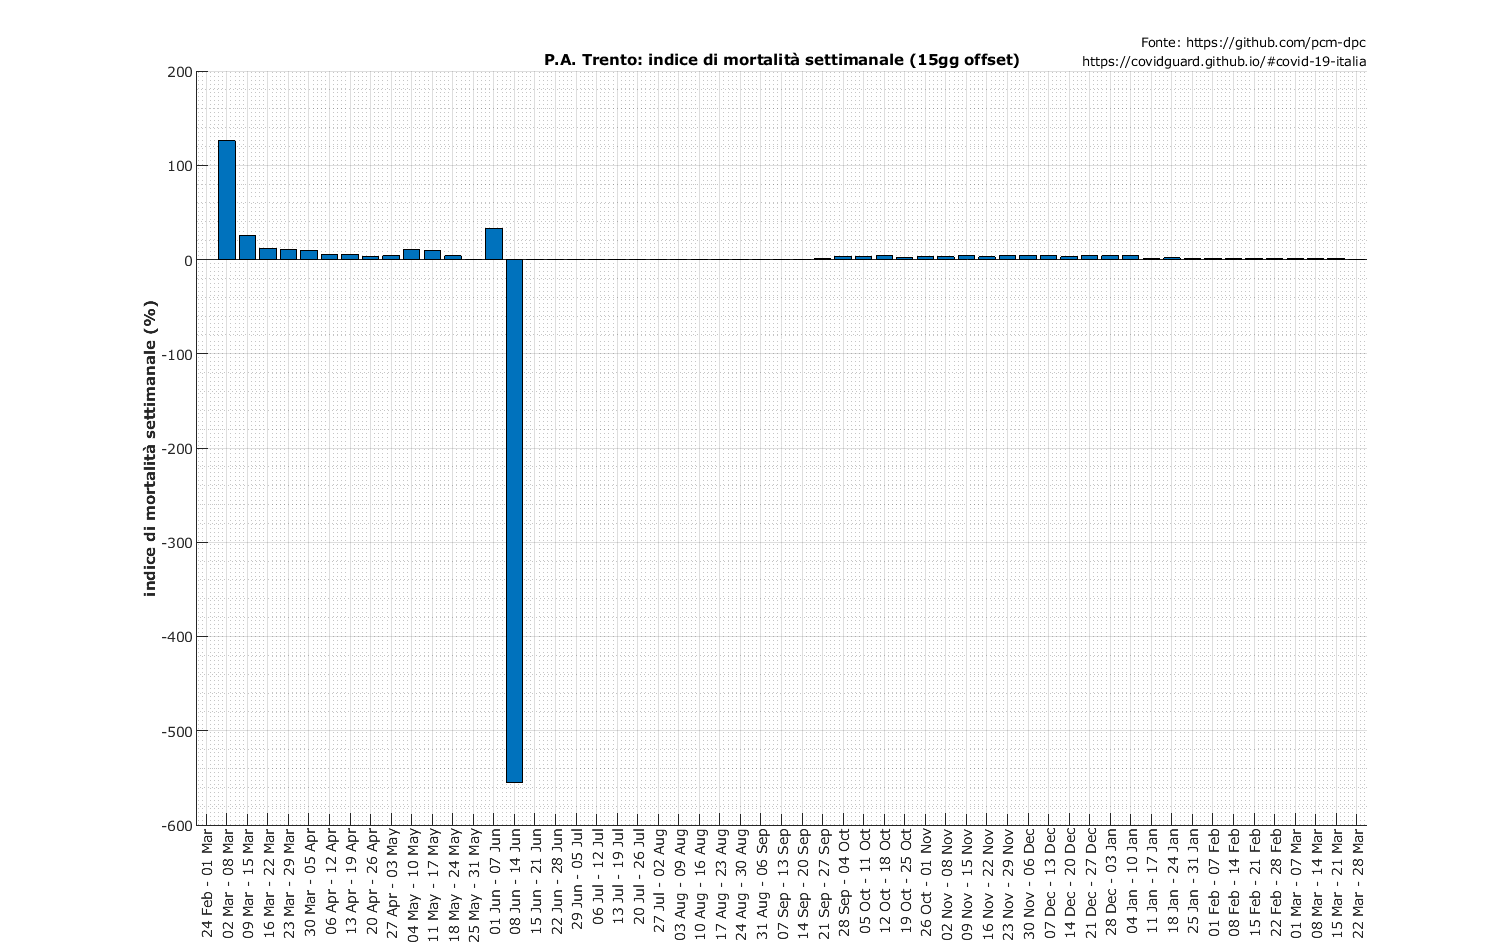 Fonte: https://github.com/pcm-dpc
P.A. Trento: indice di mortalità settimanale (15gg offset)
https://covidguard.github.io/#covid-19-italia
indice di mortalità settimanale (%)
200
100
0
-100
-200
-300
-400
-500
-600
24 Feb - 01 Mar
02 Mar - 08 Mar
09 Mar - 15 Mar
16 Mar - 22 Mar
23 Mar - 29 Mar
30 Mar - 05 Apr
06 Apr - 12 Apr
13 Apr - 19 Apr
20 Apr - 26 Apr
27 Apr - 03 May
04 May - 10 May
11 May - 17 May
18 May - 24 May
25 May - 31 May
01 Jun - 07 Jun
08 Jun - 14 Jun
15 Jun - 21 Jun
22 Jun - 28 Jun
29 Jun - 05 Jul
06 Jul - 12 Jul
13 Jul - 19 Jul
20 Jul - 26 Jul
27 Jul - 02 Aug
03 Aug - 09 Aug
10 Aug - 16 Aug
17 Aug - 23 Aug
24 Aug - 30 Aug
31 Aug - 06 Sep
07 Sep - 13 Sep
14 Sep - 20 Sep
21 Sep - 27 Sep
28 Sep - 04 Oct
05 Oct - 11 Oct
12 Oct - 18 Oct
19 Oct - 25 Oct
26 Oct - 01 Nov
02 Nov - 08 Nov
09 Nov - 15 Nov
16 Nov - 22 Nov
23 Nov - 29 Nov
30 Nov - 06 Dec
07 Dec - 13 Dec
14 Dec - 20 Dec
21 Dec - 27 Dec
28 Dec - 03 Jan
04 Jan - 10 Jan
11 Jan - 17 Jan
18 Jan - 24 Jan
25 Jan - 31 Jan
01 Feb - 07 Feb
08 Feb - 14 Feb
15 Feb - 21 Feb
22 Feb - 28 Feb
01 Mar - 07 Mar
08 Mar - 14 Mar
15 Mar - 21 Mar
22 Mar - 28 Mar